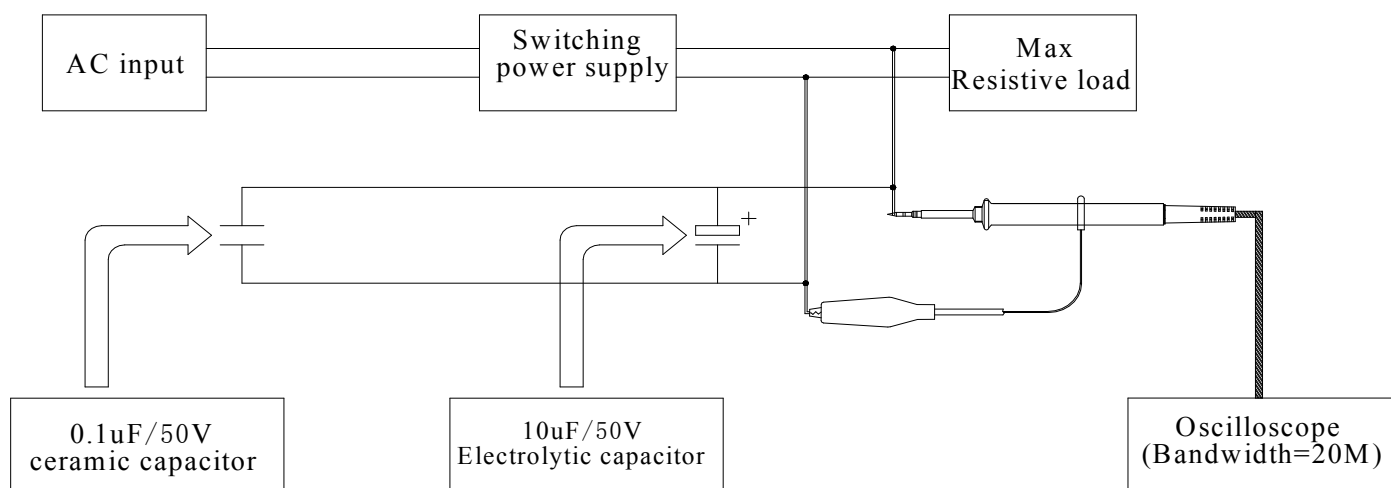 AC input
Switching
power supply
Max
Resistive load
+
0.1uF/50V
ceramic capacitor
10uF/50V
Electrolytic capacitor
Oscilloscope
(Bandwidth=20M)